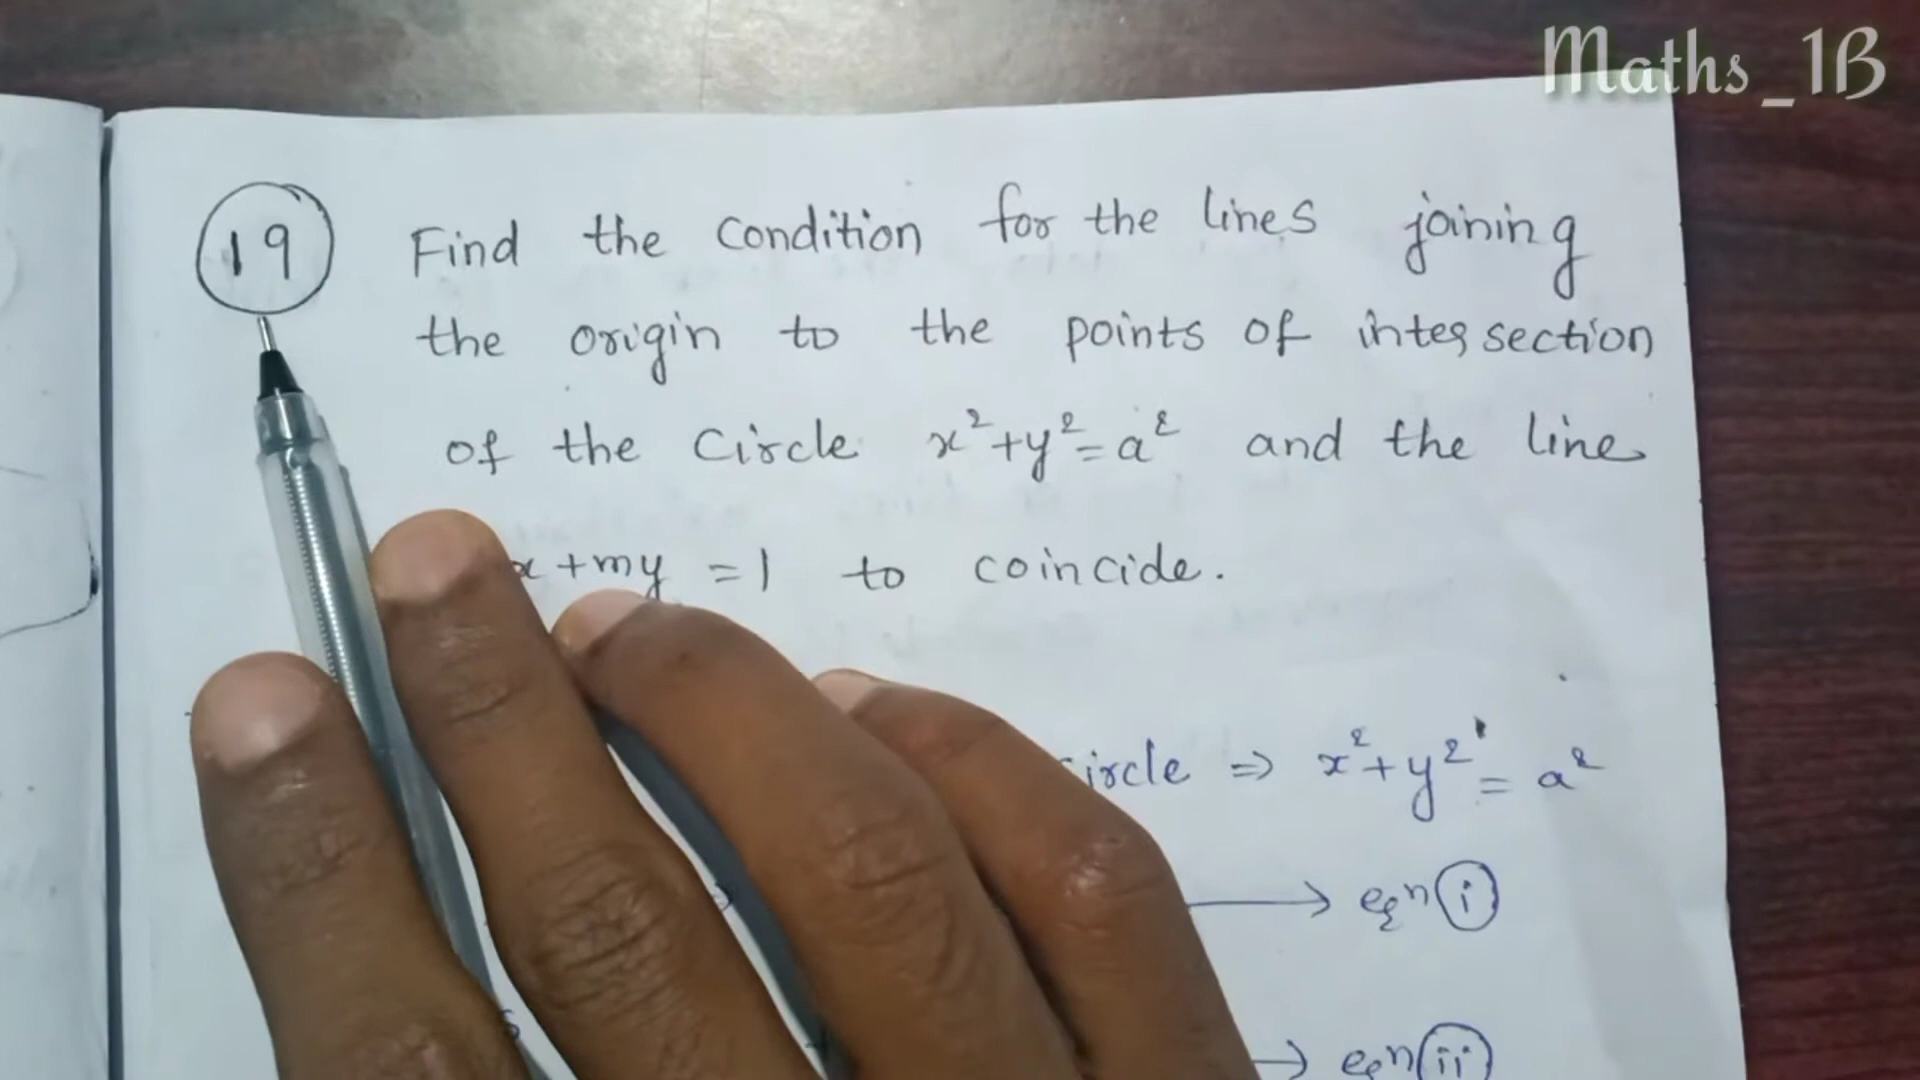 Maths_1B
19 Find the condition for the lines joining
the origin to the points of intersection
of the circle x²+y²=a² and the line
x+my =1 to coincide.
ircle ⇒ x²+y² = a²
→ eqn (i)
→ eqn (ii)